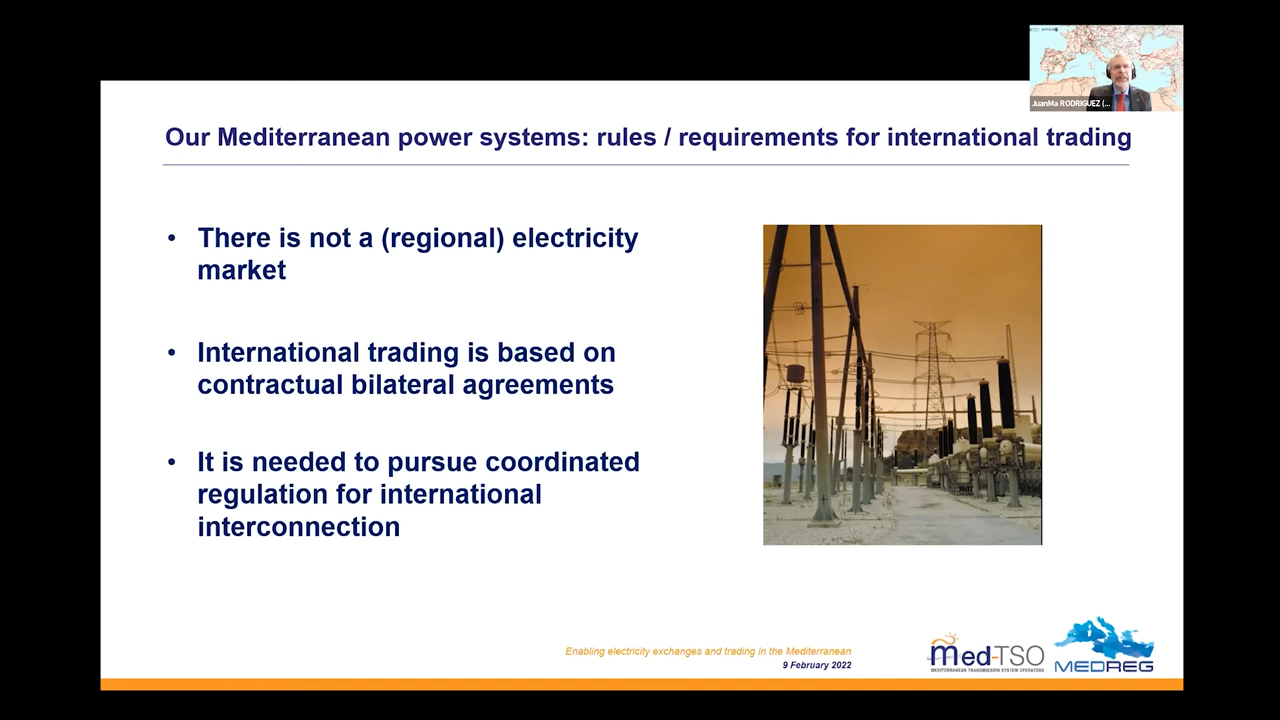 JuanMa RODRIGUEZ (...
Our Mediterranean power systems: rules / requirements for international trading
• There is not a (regional) electricity
market
• International trading is based on
contractual bilateral agreements
• It is needed to pursue coordinated
regulation for international
interconnection
Enabling electricity exchanges and trading in the Mediterranean
9 February 2022
Med-TSO
MEDITERRANEAN TRANSMISSION SYSTEM OPERATORS
MEDREG